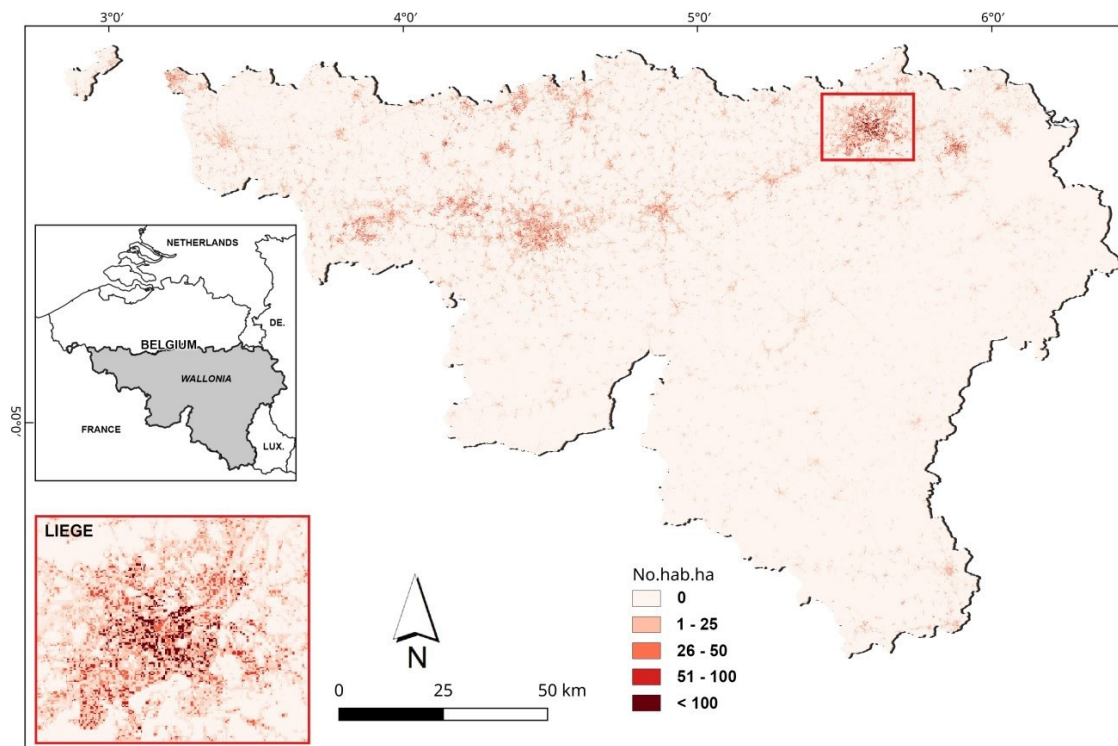 3°0'
4°0'
5°0'
6°0'
50°0'
NETHERLANDS
DE.
BELGIUM
WALLONIA
FRANCE
LUX.
LIEGE
N
0 25 50 km
No.hab.ha
0
1 - 25
26 - 50
51 - 100
< 100